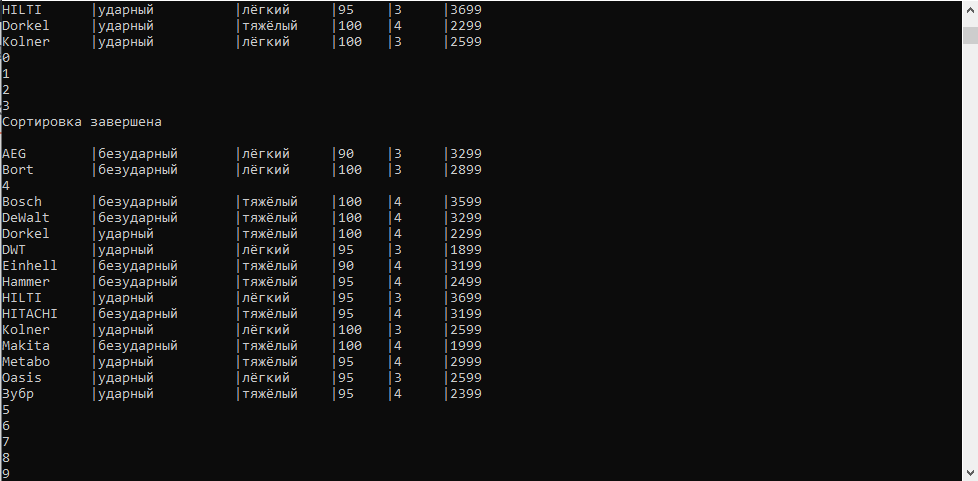 HILTI |ударный |лёгкий |95 |3 |3699
Dorkel |ударный |тяжёлый |100 |4 |2299
Kolner |ударный |лёгкий |100 |3 |2599
0
1
2
3
Сортировка завершена
AEG |безударный |лёгкий |90 |3 |3299
Bort |безударный |лёгкий |100 |3 |2899
4
Bosch |безударный |тяжёлый |100 |4 |3599
DeWalt |безударный |тяжёлый |100 |4 |3299
Dorkel |ударный |тяжёлый |100 |4 |2299
DWT |ударный |лёгкий |95 |3 |1899
Einhell |безударный |тяжёлый |90 |4 |3199
Hammer |безударный |тяжёлый |95 |4 |2499
HILTI |ударный |лёгкий |95 |3 |3699
HITACHI |безударный |тяжёлый |95 |4 |3199
Kolner |ударный |лёгкий |100 |3 |2599
Makita |безударный |тяжёлый |100 |4 |1999
Metabo |ударный |тяжёлый |95 |4 |2999
Oasis |ударный |лёгкий |95 |3 |2599
Зубр |ударный |тяжёлый |95 |4 |2399
5
6
7
8
9